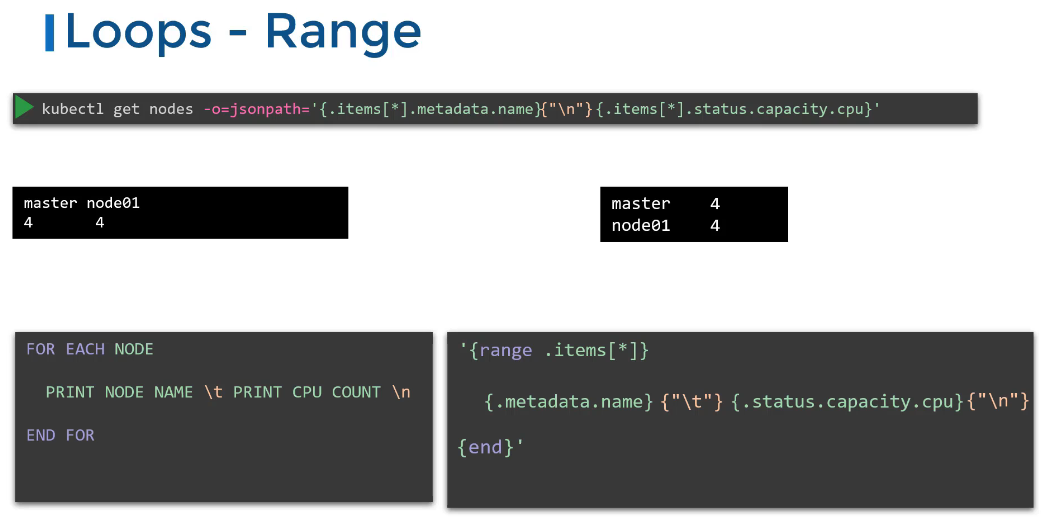 Loops - Range
kubectl get nodes -o=jsonpath='{.items[*].metadata.name}{"\n"}{.items[*].status.capacity.cpu}'
master node01
4 4
master 4
node01 4
FOR EACH NODE
PRINT NODE NAME \t PRINT CPU COUNT \n
END FOR
'{range .items[*]}
{.metadata.name} {"\t"} {.status.capacity.cpu}{"\n"}
{end}'